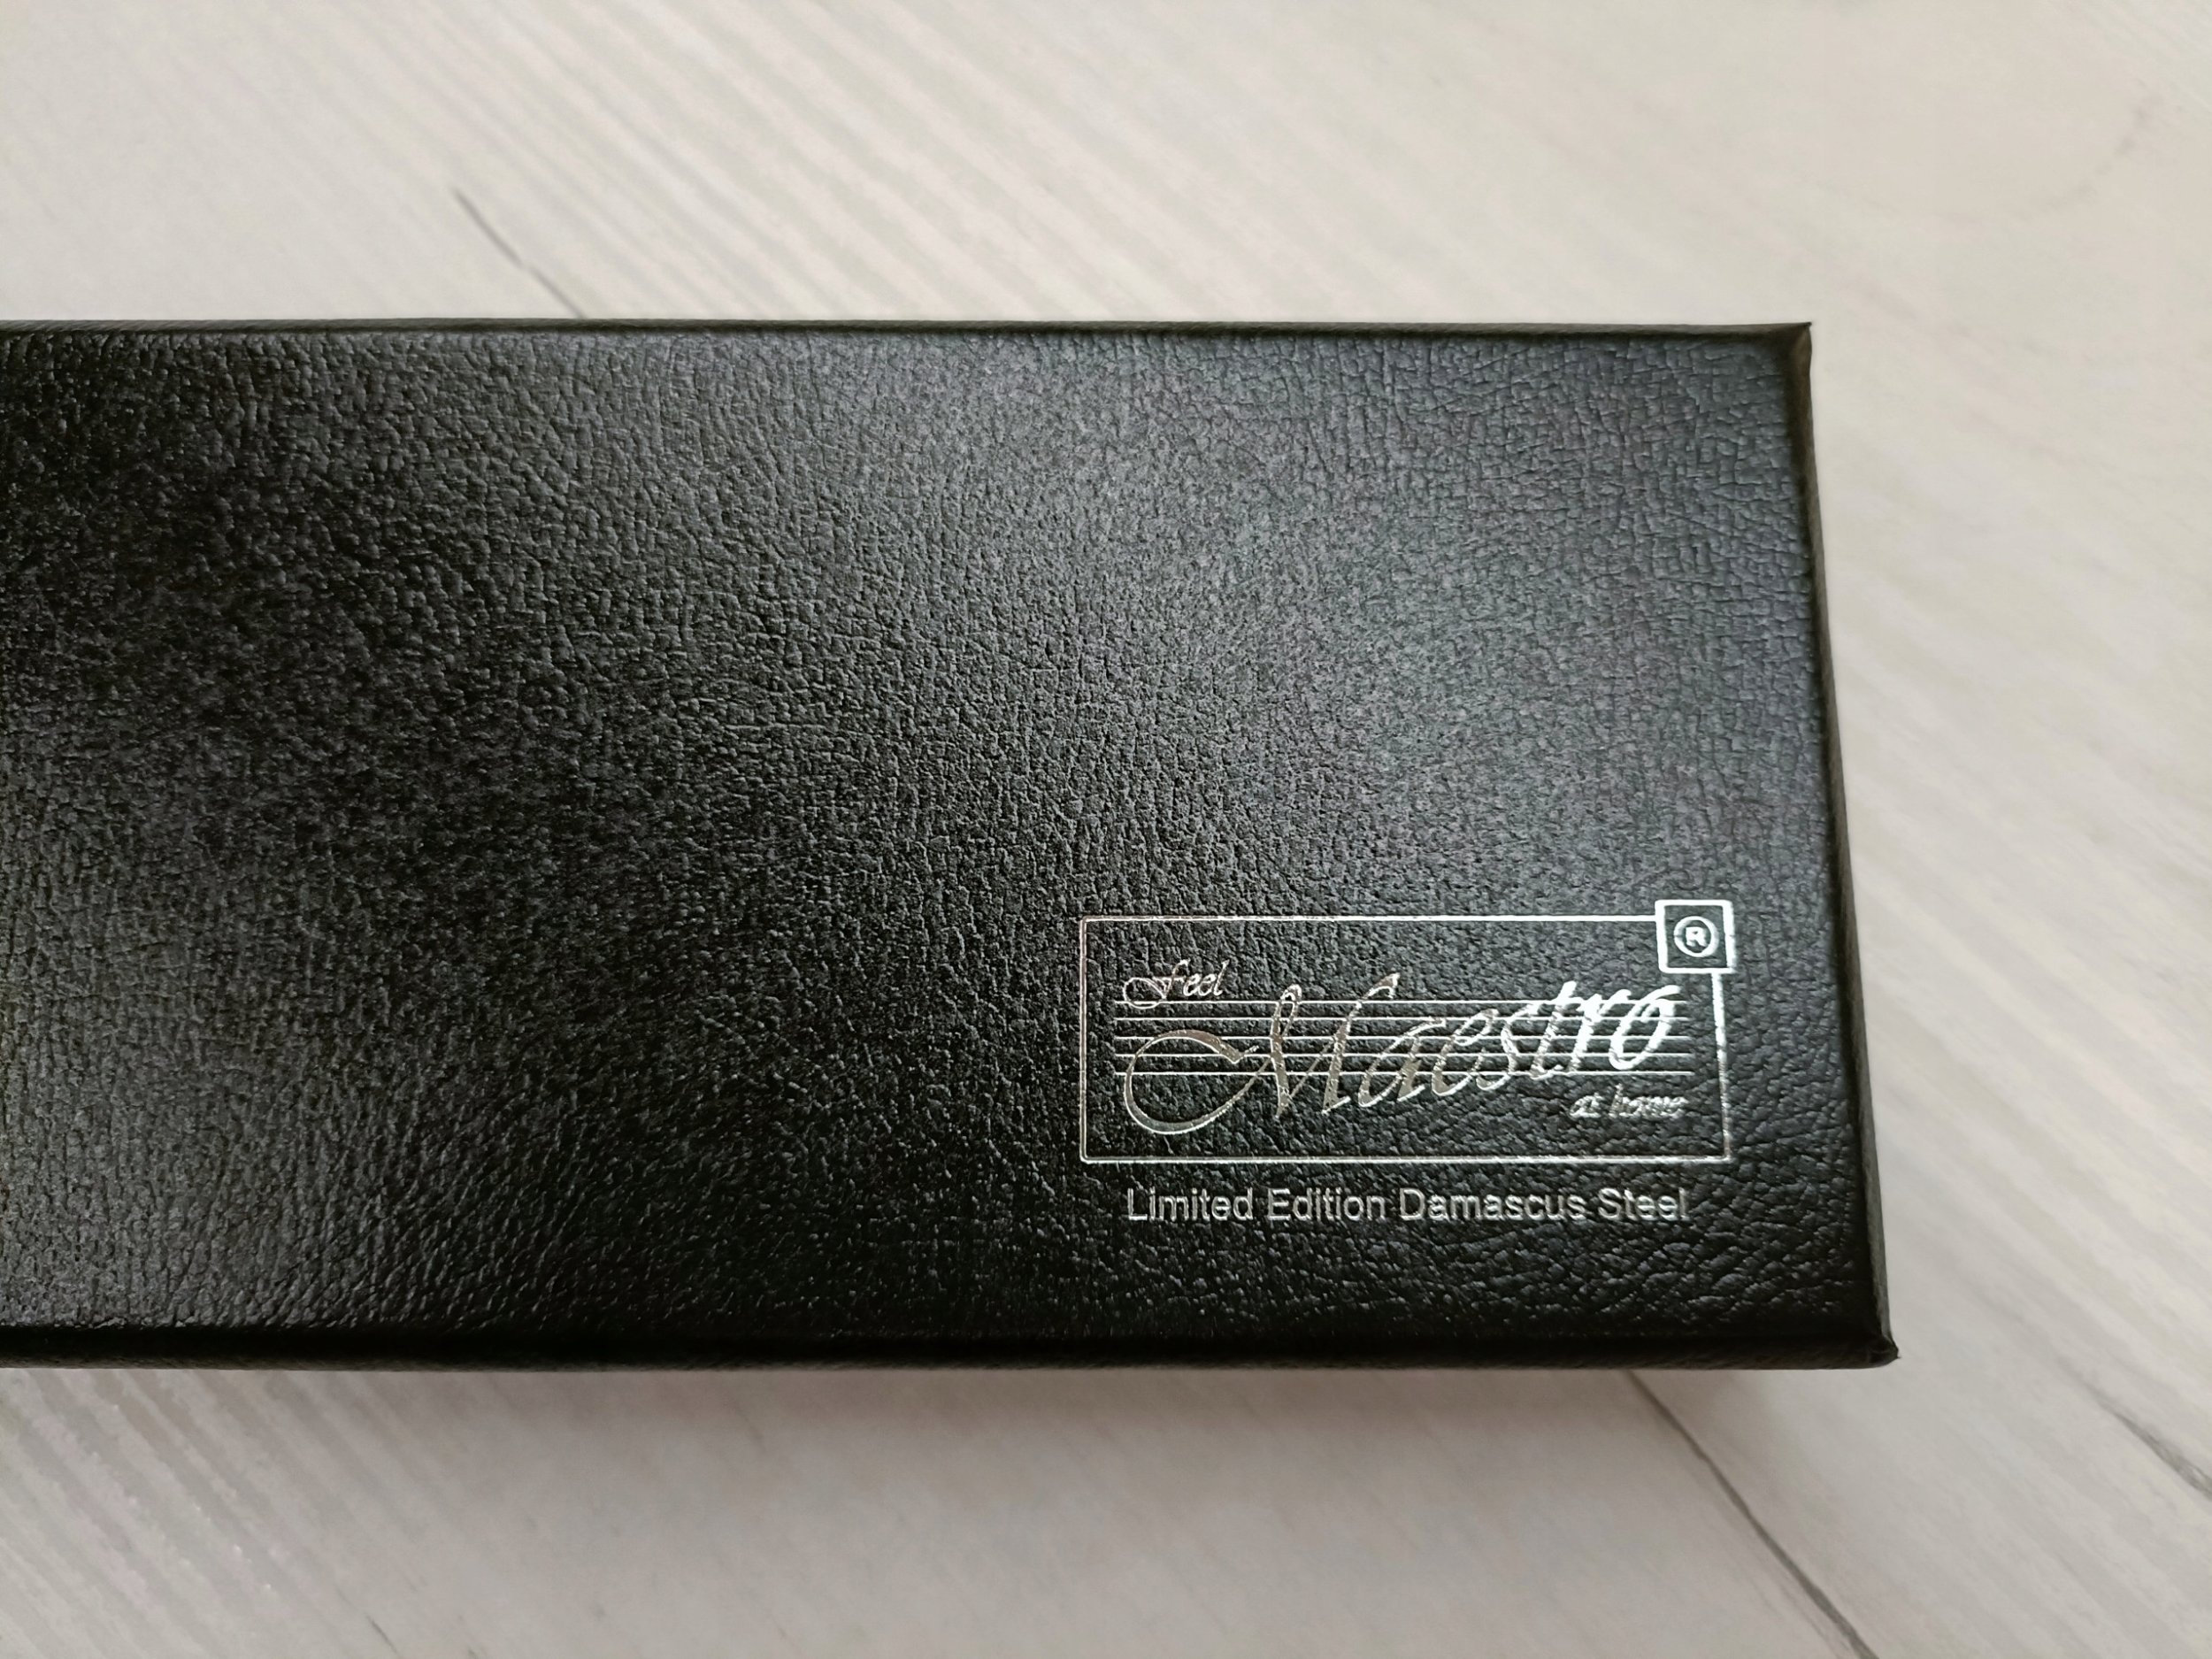 ®
feel
Maestro
at home
Limited Edition Damascus Steel